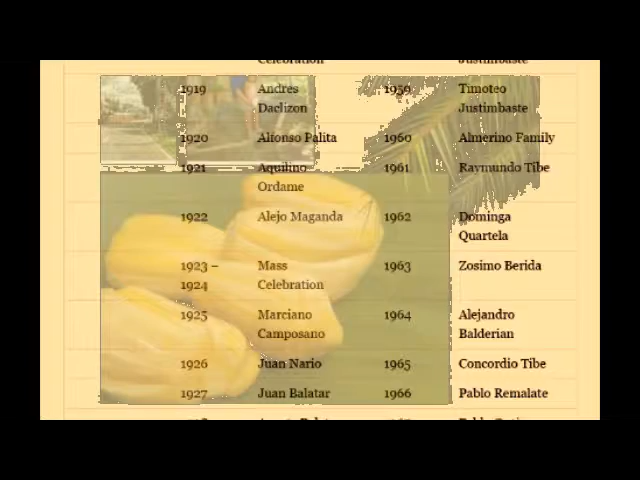 Celebration Justimbaste
1919 Andres 1959 Timoteo
Daclizon Justimbaste
1920 Alfonso Palita 1960 Almerino Family
1921 Aquilino 1961 Raymundo Tibe
Ordame
1922 Alejo Maganda 1962 Dominga
Quartela
1923 – Mass 1963 Zosimo Berida
1924 Celebration
1925 Marciano 1964 Alejandro
Camposano Balderian
1926 Juan Nario 1965 Concordio Tibe
1927 Juan Balatar 1966 Pablo Remalate